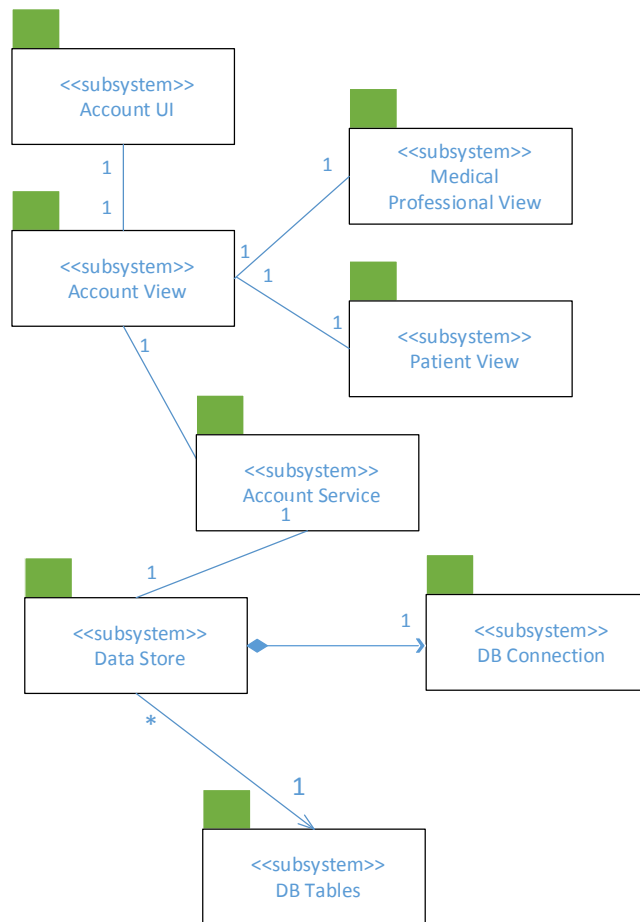 <<subsystem>>
Account UI
1
1
<<subsystem>>
Account View
1
1
1
1
<<subsystem>>
Medical
Professional View
<<subsystem>>
Patient View
1
<<subsystem>>
Account Service
1
1
<<subsystem>>
Data Store
1
<<subsystem>>
DB Connection
*
1
<<subsystem>>
DB Tables